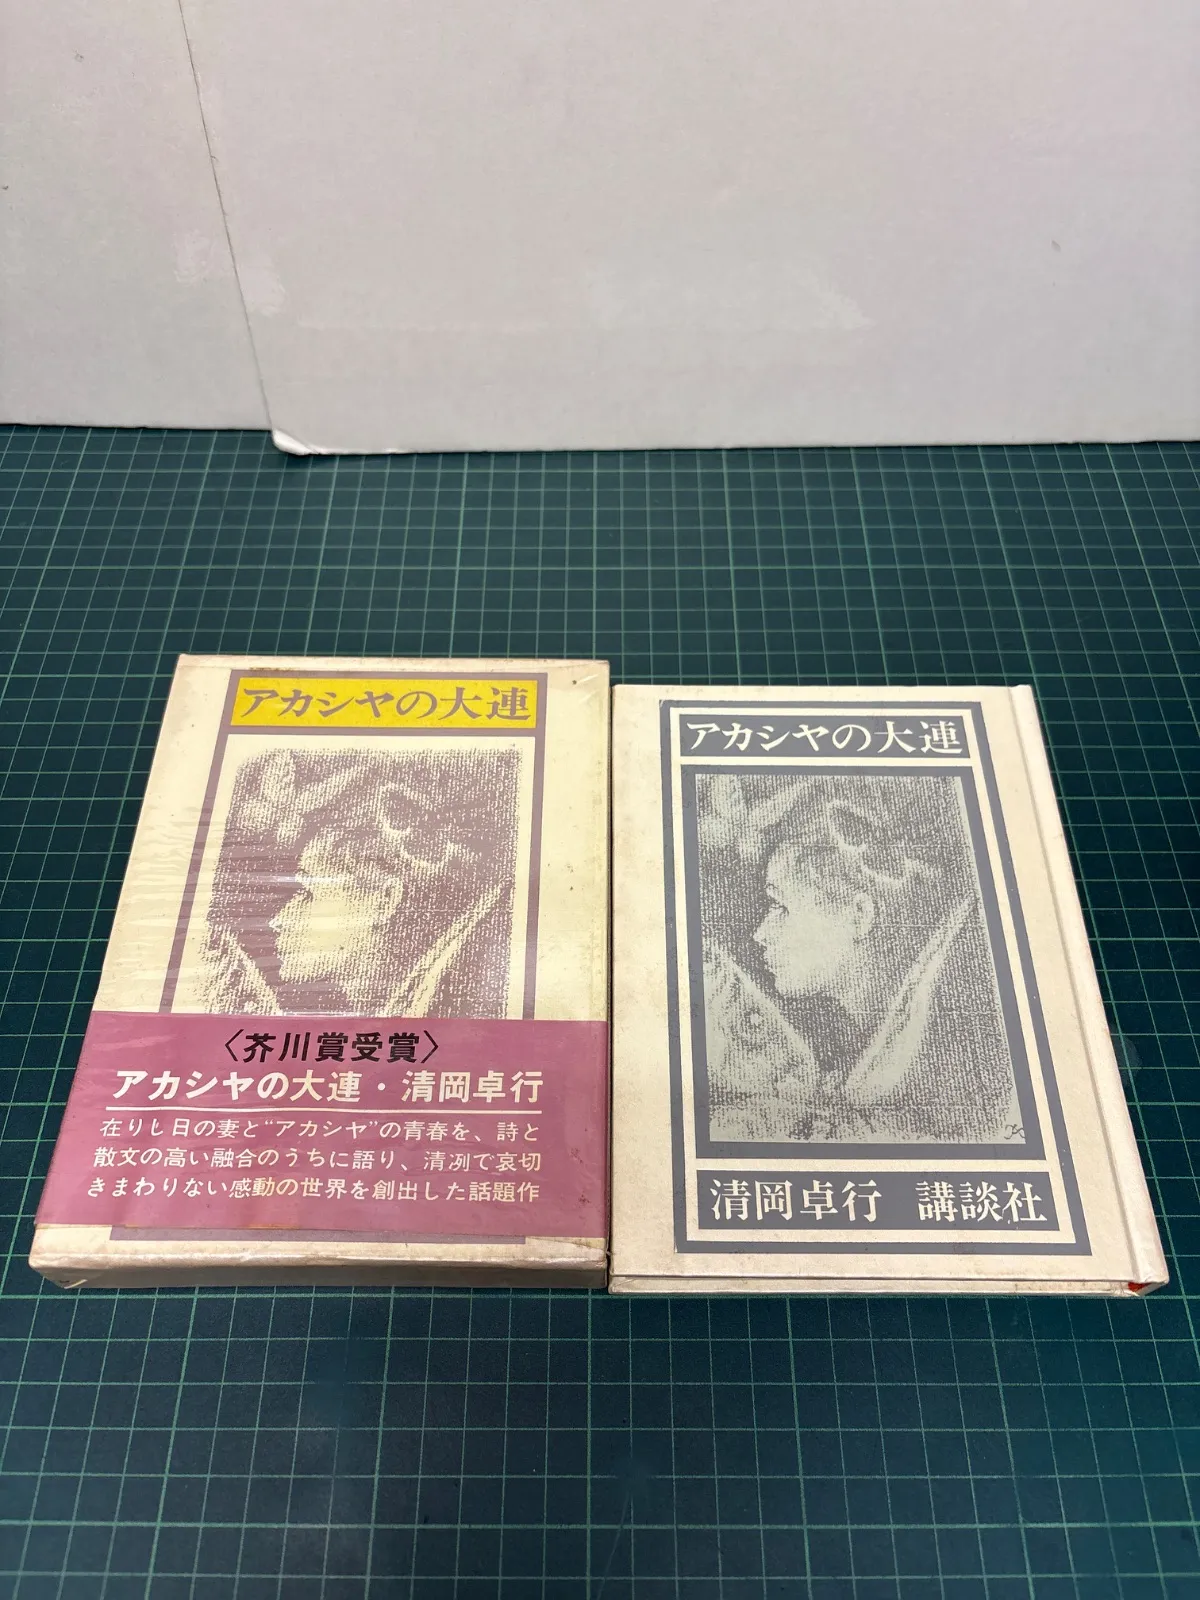 アカシヤの大連
〈芥川賞受賞〉
アカシヤの大連・清岡卓行
在りし日の妻と“アカシヤ”の青春を、詩と
散文の高い融合のうちに語り、清冽で哀切
きまわりない感動の世界を創出した話題作
アカシヤの大連
清岡卓行 講談社